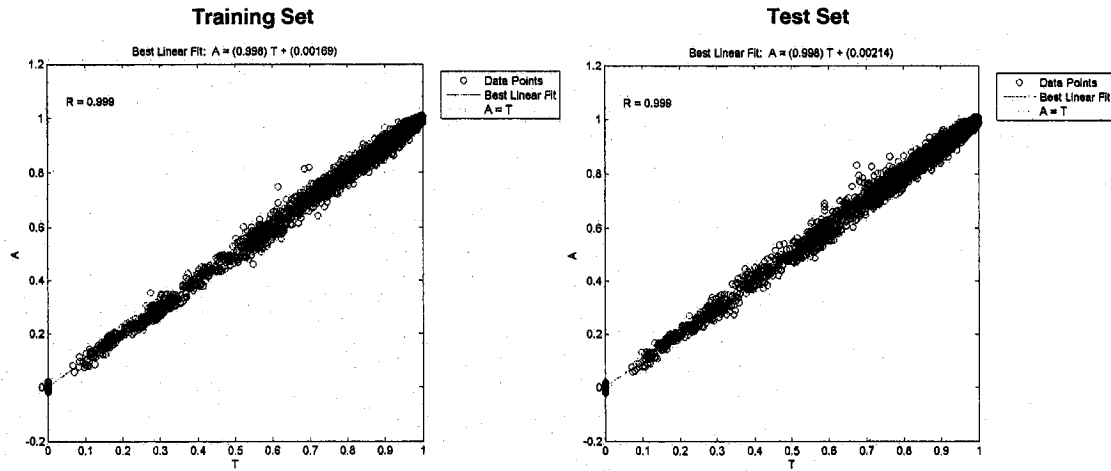 Training Set
Best Linear Fit: A = (0.998) T + (0.00169)
1.2
1
0.8
0.6
0.4
0.2
0
-0.2
A
R = 0.999
Data Points
Best Linear Fit
A = T
0 0.1 0.2 0.3 0.4 0.5 0.6 0.7 0.8 0.9 1
T
Test Set
Best Linear Fit: A = (0.998) T + (0.00214)
1.2
1
0.8
0.6
0.4
0.2
0
-0.2
A
R = 0.999
Data Points
Best Linear Fit
A = T
0 0.1 0.2 0.3 0.4 0.5 0.6 0.7 0.8 0.9 1
T